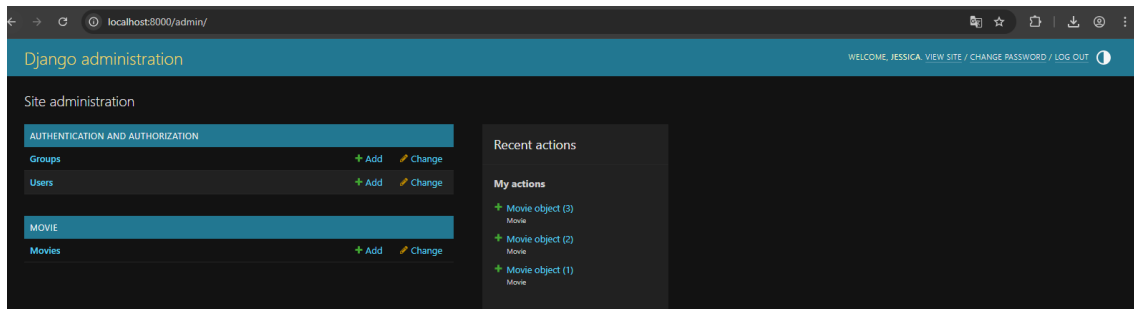 localhost:8000/admin/
Django administration
WELCOME, JESSICA. VIEW SITE / CHANGE PASSWORD / LOG OUT
Site administration
AUTHENTICATION AND AUTHORIZATION
Groups + Add Change
Users + Add Change
MOVIE
Movies + Add Change
Recent actions
My actions
+ Movie object (3)
Movie
+ Movie object (2)
Movie
+ Movie object (1)
Movie